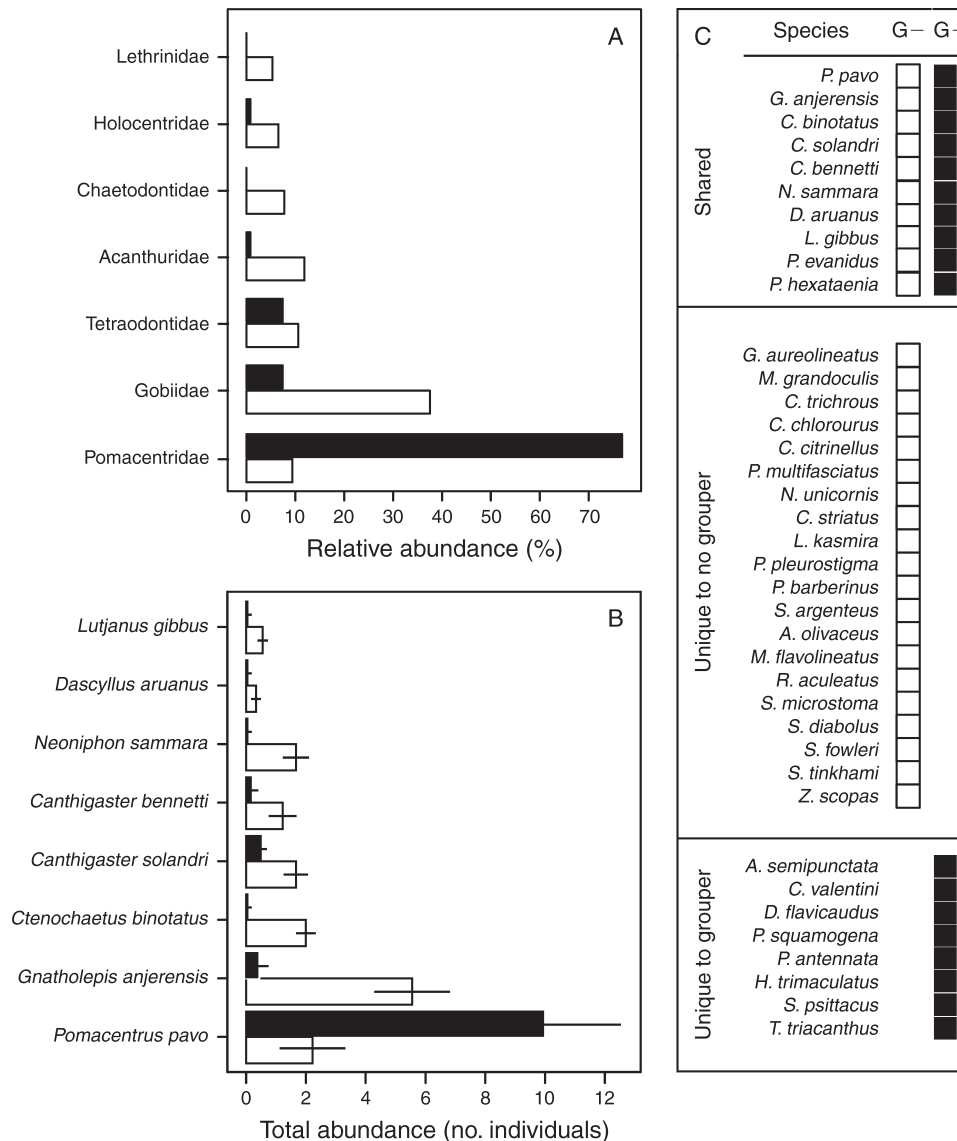 A
Lethrinidae
Holocentridae
Chaetodontidae
Acanthuridae
Tetraodontidae
Gobiidae
Pomacentridae
0 10 20 30 40 50 60 70
Relative abundance (%)
B
Lutjanus gibbus
Dascyllus aruanus
Neoniphon sammara
Canthigaster bennetti
Canthigaster solandri
Ctenochaetus binotatus
Gnatholepis anjerensis
Pomacentrus pavo
0 2 4 6 8 10 12
Total abundance (no. individuals)
C Species G– G
Shared
P. pavo
G. anjerensis
C. binotatus
C. solandri
C. bennetti
N. sammara
D. aruanus
L. gibbus
P. evanidus
P. hexataenia
Unique to no grouper
G. aureolineatus
M. grandoculis
C. trichrous
C. chlorourus
C. citrinellus
P. multifasciatus
N. unicornis
C. striatus
L. kasmira
P. pleurostigma
P. barberinus
S. argenteus
A. olivaceus
M. flavolineatus
R. aculeatus
S. microstoma
S. diabolus
S. fowleri
S. tinkhami
Z. scopas
Unique to grouper
A. semipunctata
C. valentini
D. flavicaudus
P. squamogena
P. antennata
H. trimaculatus
S. psittacus
T. triacanthus